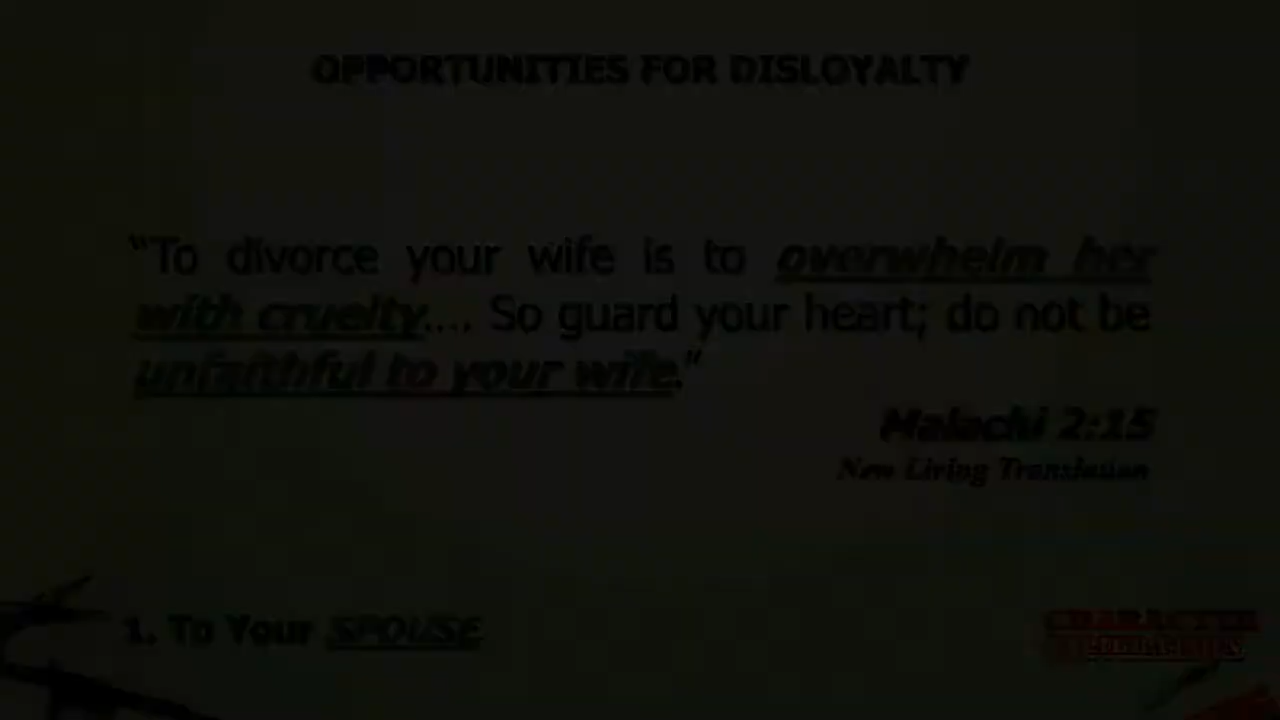 OPPORTUNITIES FOR DISLOYALTY
“To divorce your wife is to overwhelm her
with cruelty.... So guard your heart; do not be
unfaithful to your wife.”
Malachi 2:15
New Living Translation
1. To Your SPOUSE
CHARACTER